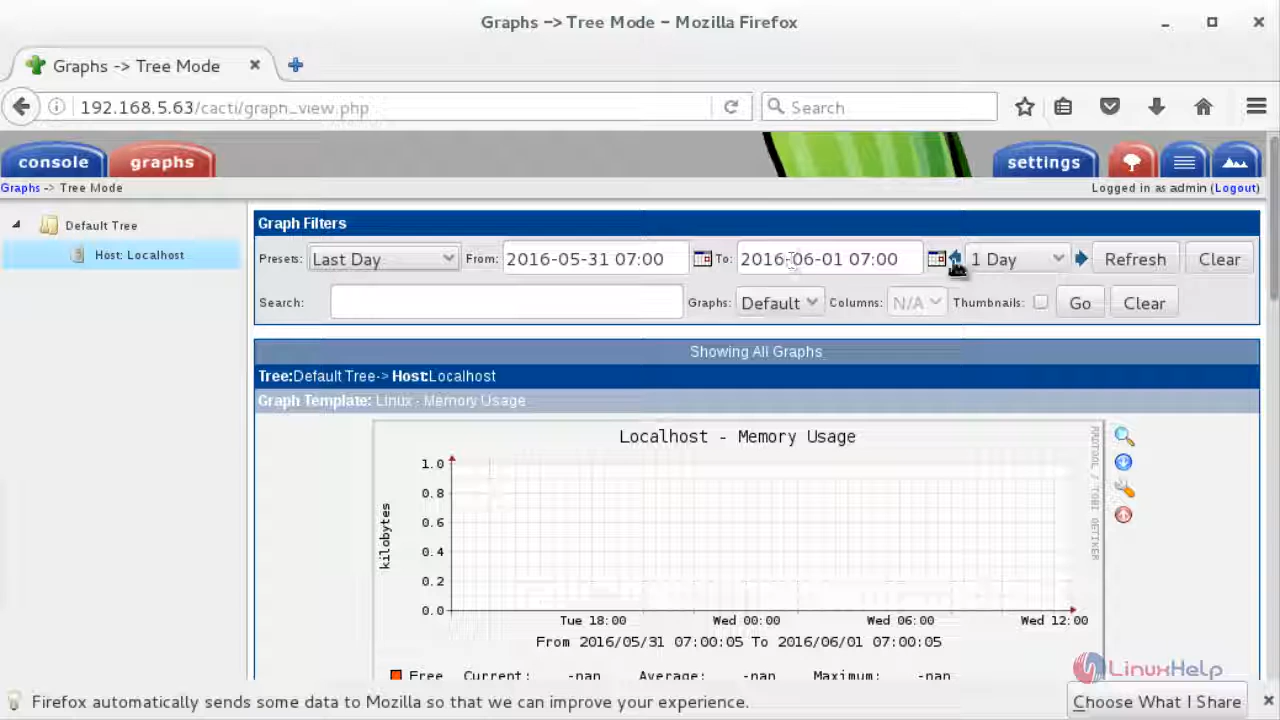 Graphs -> Tree Mode - Mozilla Firefox
Graphs -> Tree Mode
192.168.5.63/cacti/graph_view.php
Search
console
graphs
settings
Graphs -> Tree Mode
Logged in as admin (Logout)
Default Tree
Host: Localhost
Graph Filters
Presets: Last Day From: 2016-05-31 07:00 To: 2016-06-01 07:00 1 Day Refresh Clear
Search: Graphs: Default Columns: N/A Thumbnails: Go Clear
Showing All Graphs
Tree:Default Tree-> Host:Localhost
Graph Template: Linux - Memory Usage
Localhost - Memory Usage
RRDTOOL / TOBI OETIKER
kilobytes
1.0
0.8
0.6
0.4
0.2
0.0
Tue 18:00 Wed 00:00 Wed 06:00 Wed 12:00
From 2016/05/31 07:00:05 To 2016/06/01 07:00:05
Free Current: -nan Average: -nan Maximum: -nan
LinuxHelp
Firefox automatically sends some data to Mozilla so that we can improve your experience.
Choose What I Share